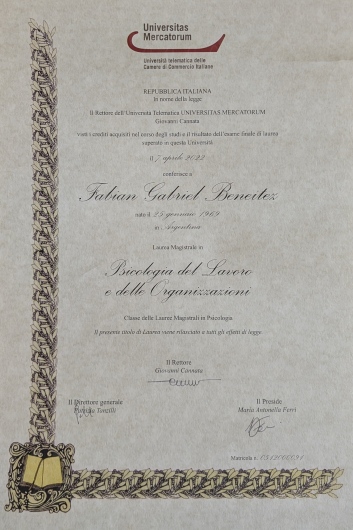 Universitas
Mercatorum
Università telematica delle
Camere di Commercio Italiane
REPUBBLICA ITALIANA
In nome della legge
Il Rettore dell'Università Telematica UNIVERSITAS MERCATORUM
Giovanni Cannata
Visti i crediti acquisiti nel corso degli studi e il risultato dell'esame finale di laurea
superato in questa Università
il 7 aprile 2022
conferisce a
Fabian Gabriel Beneitez
nato il 25 gennaio 1969
in Argentina
Laurea Magistrale in
Psicologia del Lavoro
e delle Organizzazioni
Classe delle Lauree Magistrali in Psicologia
Il presente titolo di Laurea viene rilasciato a tutti gli effetti di legge
Il Rettore
Giovanni Cannata
Il Direttore generale
Il Preside
Patrizia Tanzilli
Maria Antonella Ferri
Matricola n.